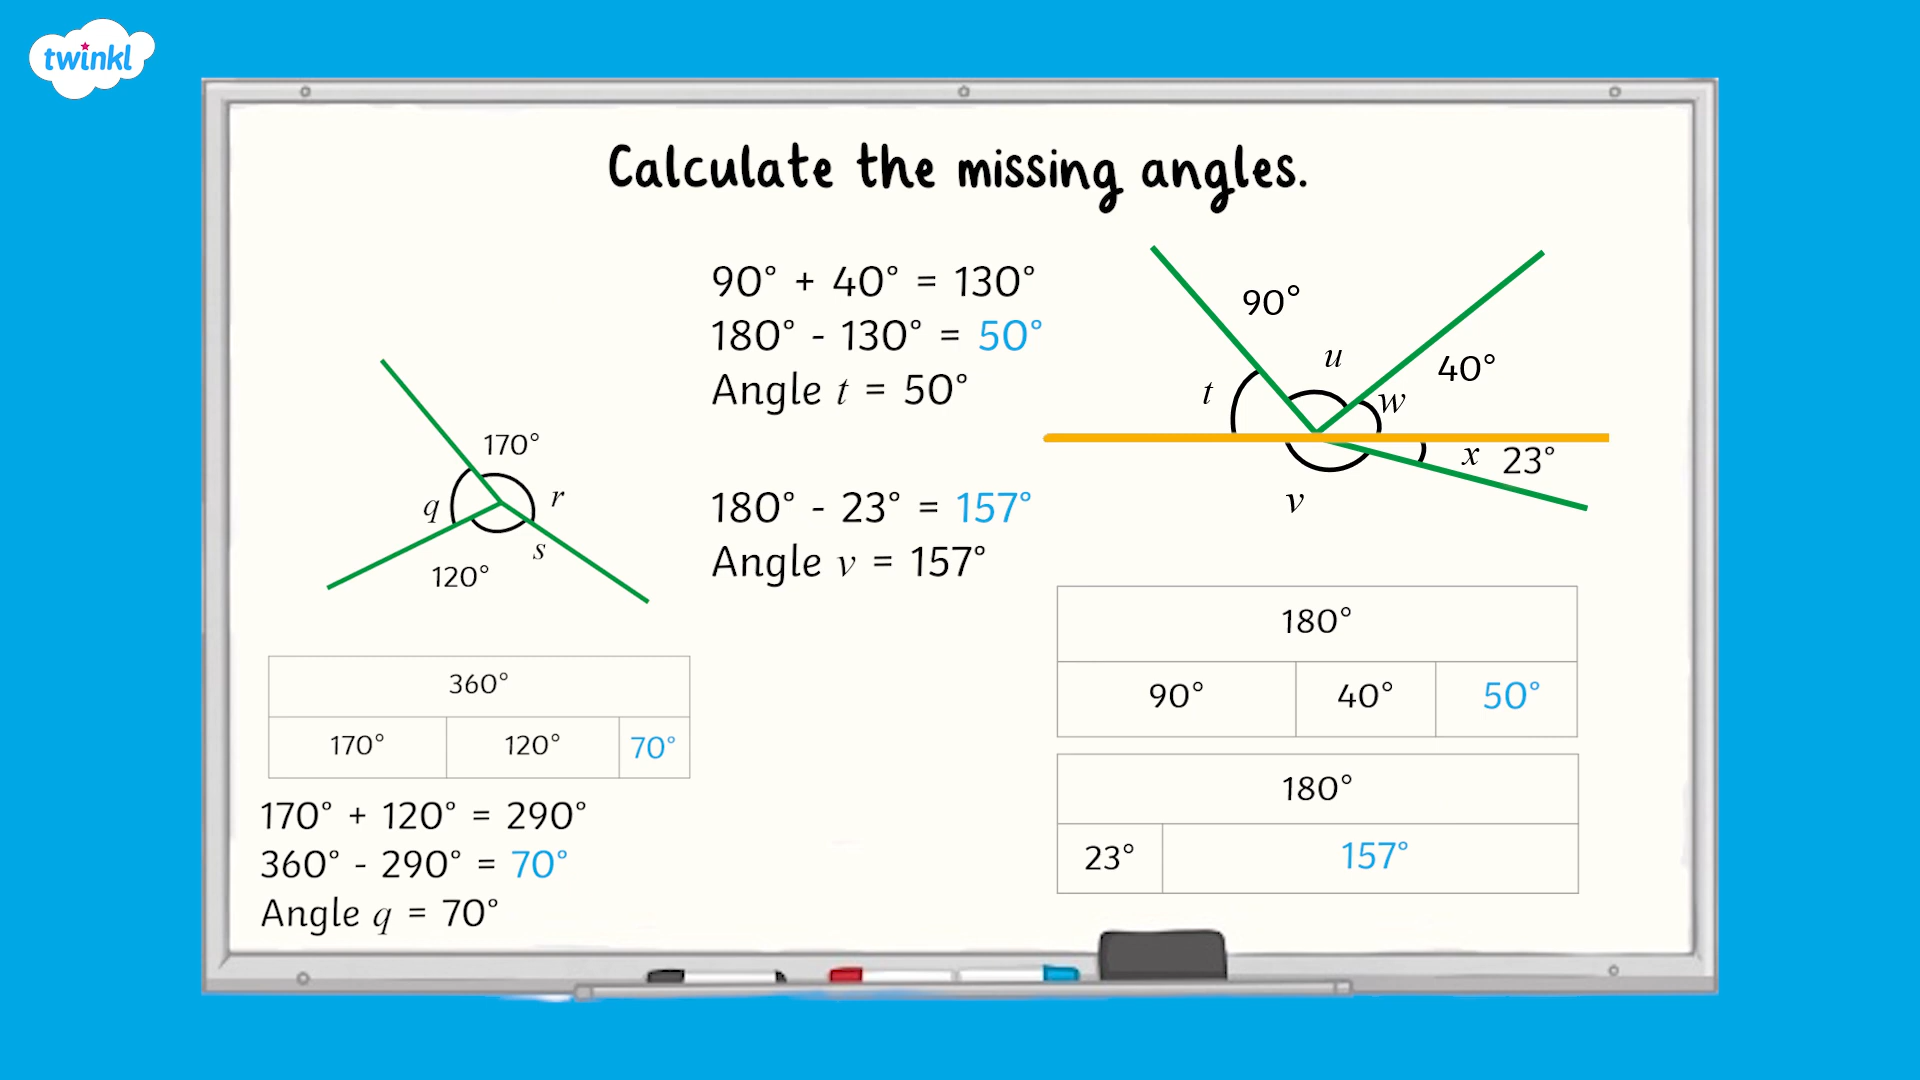 twinkl
Calculate the missing angles.
170°
q
r
s
120°
360°
170° 120° 70°
170° + 120° = 290°
360° - 290° = 70°
Angle q = 70°
90° + 40° = 130°
180° - 130° = 50°
Angle t = 50°
180° - 23° = 157°
Angle v = 157°
90°
u
40°
t
w
x 23°
v
180°
90° 40° 50°
180°
23° 157°